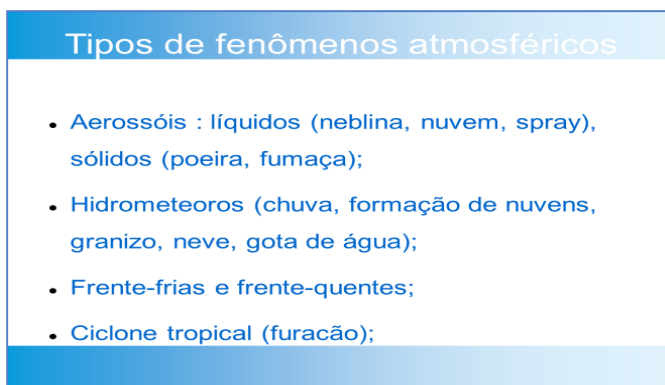 Tipos de fenômenos atmosféricos
• Aerossóis : líquidos (neblina, nuvem, spray),
sólidos (poeira, fumaça);
• Hidrometeoros (chuva, formação de nuvens,
granizo, neve, gota de água);
• Frente-frias e frente-quentes;
• Ciclone tropical (furacão);